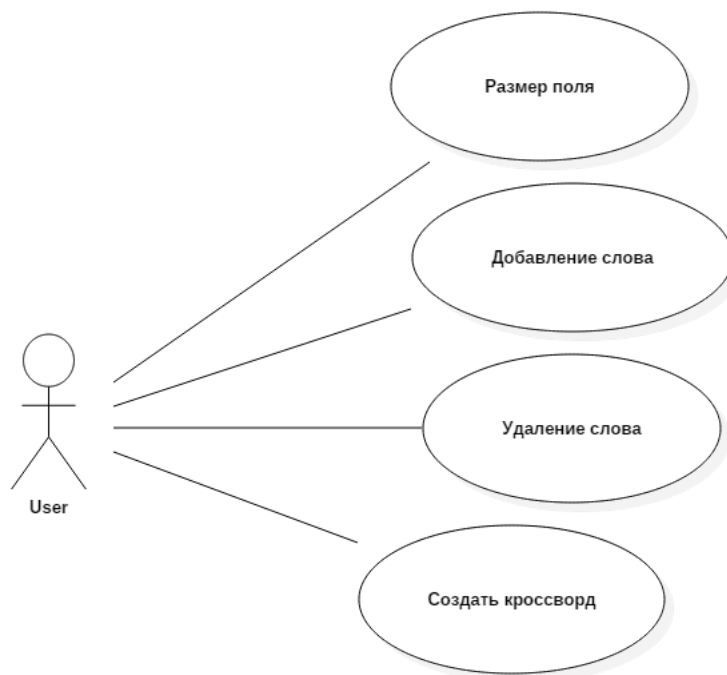 Размер поля
Добавление слова
Удаление слова
User
Создать кроссворд